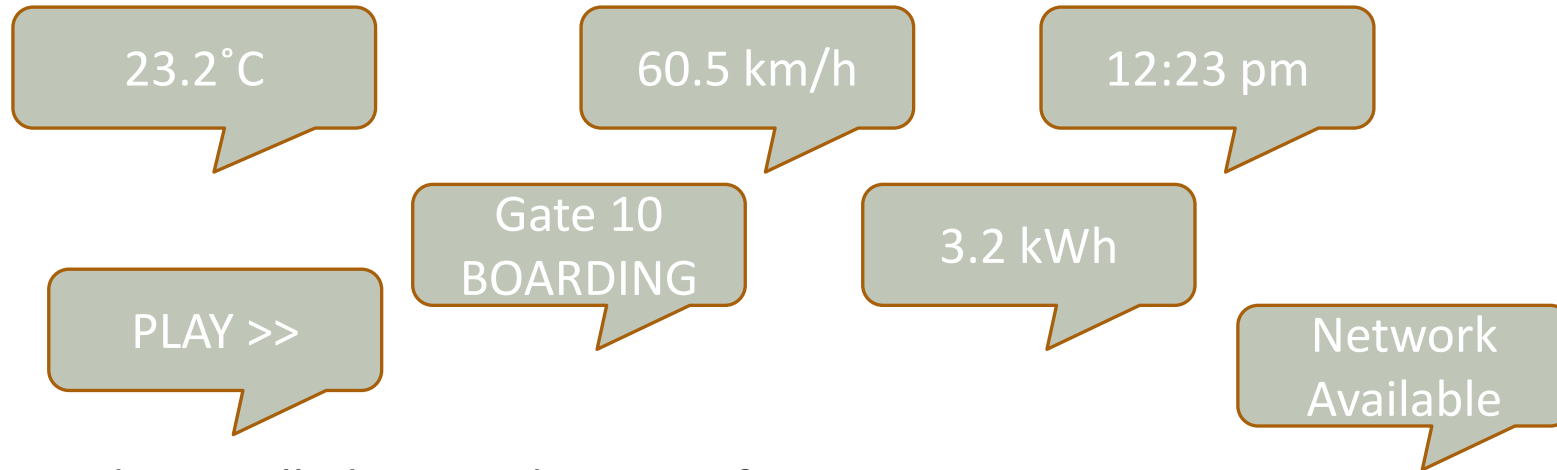 23.2˚C
60.5 km/h
12:23 pm
Gate 10
BOARDING
3.2 kWh
PLAY >>
Network
Available